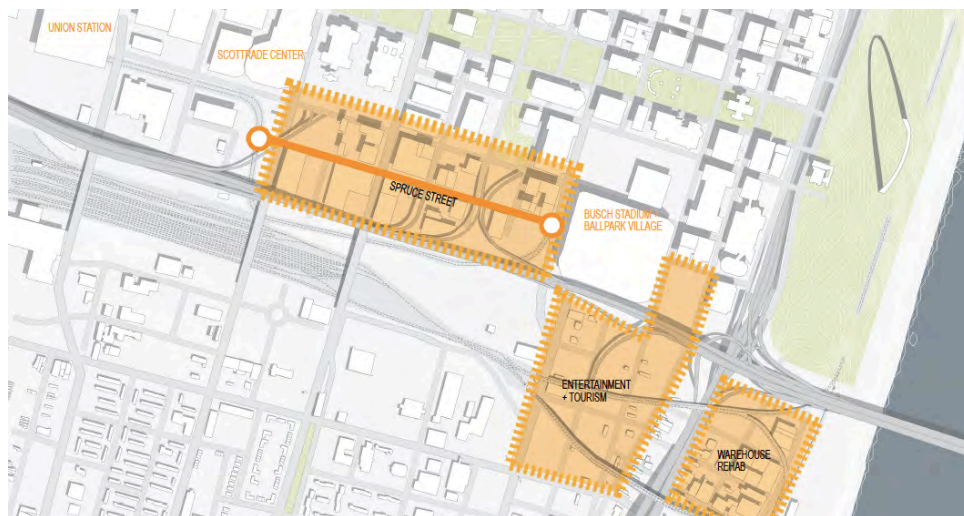 UNION STATION
SCOTTRADE CENTER
SPRUCE STREET
BUSCH STADIUM +
BALLPARK VILLAGE
ENTERTAINMENT
+ TOURISM
WAREHOUSE
REHAB